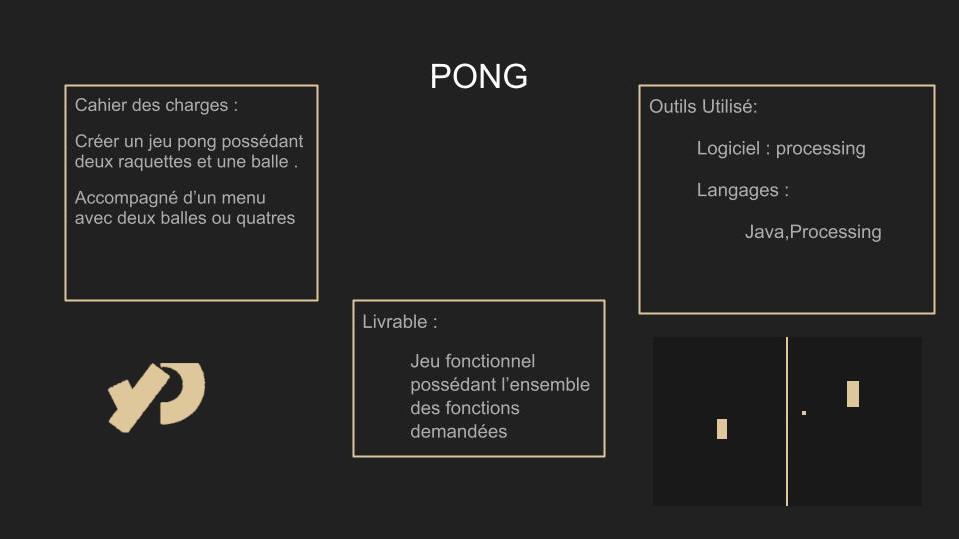 PONG
Cahier des charges :
Créer un jeu pong possédant
deux raquettes et une balle .
Accompagné d’un menu
avec deux balles ou quatres
Livrable :
Jeu fonctionnel
possédant l’ensemble
des fonctions
demandées
Outils Utilisé:
Logiciel : processing
Langages :
Java,Processing